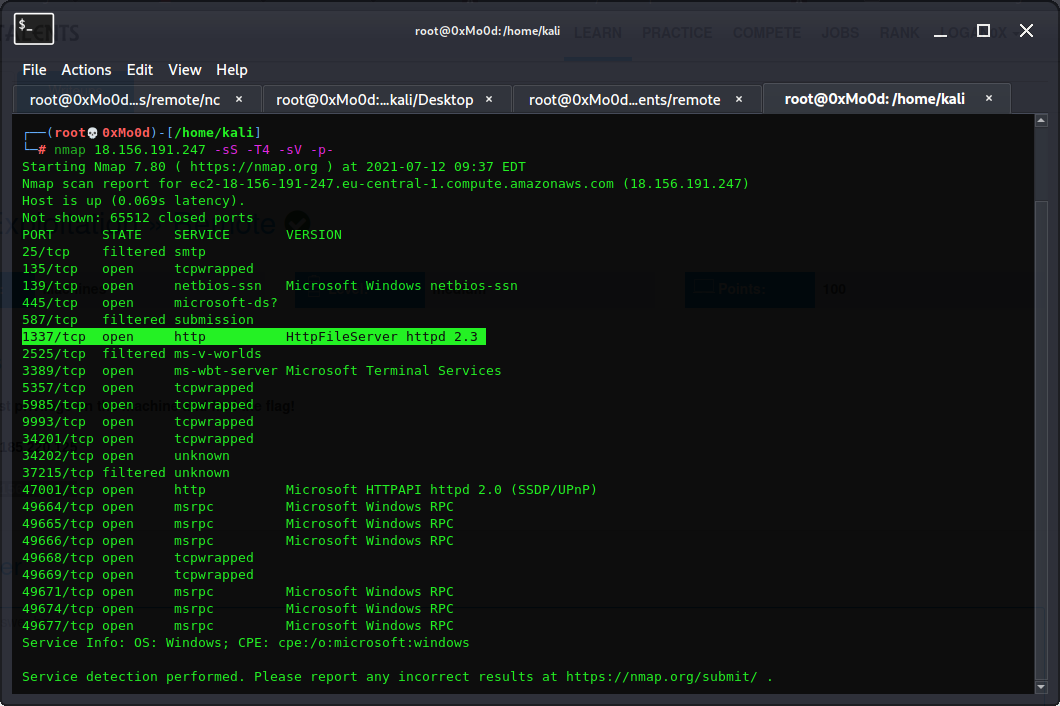 TALENTS LEARN PRACTICE COMPETE JOBS RANK
root@0xMo0d: /home/kali
File Actions Edit View Help
root@0xMo0d...s/remote/nc × root@0xMo0d:...kali/Desktop × root@0xMo0d...ents/remote × root@0xMo0d: /home/kali ×
┌──(root💀0xMo0d)-[/home/kali]
└─# nmap 18.156.191.247 -sS -T4 -sV -p-
Starting Nmap 7.80 ( https://nmap.org ) at 2021-07-12 09:37 EDT
Nmap scan report for ec2-18-156-191-247.eu-central-1.compute.amazonaws.com (18.156.191.247)
Host is up (0.069s latency).
Not shown: 65512 closed ports
PORT STATE SERVICE VERSION
25/tcp filtered smtp
135/tcp open tcpwrapped
139/tcp open netbios-ssn Microsoft Windows netbios-ssn
445/tcp open microsoft-ds?
Points: 100
587/tcp filtered submission
1337/tcp open http HttpFileServer httpd 2.3
2525/tcp filtered ms-v-worlds
3389/tcp open ms-wbt-server Microsoft Terminal Services
5357/tcp open tcpwrapped
5985/tcp open tcpwrapped
flag!
9993/tcp open tcpwrapped
34201/tcp open tcpwrapped
34202/tcp open unknown
37215/tcp filtered unknown
47001/tcp open http Microsoft HTTPAPI httpd 2.0 (SSDP/UPnP)
49664/tcp open msrpc Microsoft Windows RPC
49665/tcp open msrpc Microsoft Windows RPC
49666/tcp open msrpc Microsoft Windows RPC
49668/tcp open tcpwrapped
49669/tcp open tcpwrapped
49671/tcp open msrpc Microsoft Windows RPC
49674/tcp open msrpc Microsoft Windows RPC
49677/tcp open msrpc Microsoft Windows RPC
Service Info: OS: Windows; CPE: cpe:/o:microsoft:windows
Service detection performed. Please report any incorrect results at https://nmap.org/submit/ .